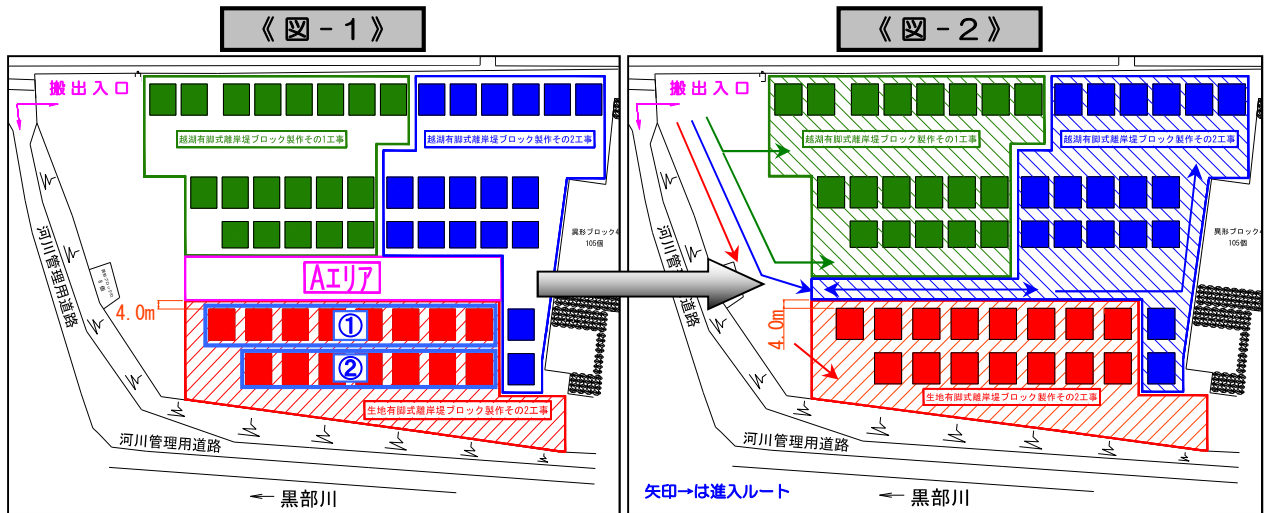 《図-1》
搬出入口
越湖有脚式離岸堤ブロック製作その1工事
越湖有脚式離岸堤ブロック製作その2工事
異形ブロック4
105個
河川管理用道路
Aエリア
4.0m
①
②
生地有脚式離岸堤ブロック製作その2工事
河川管理用道路
←黒部川
《図-2》
搬出入口
越湖有脚式離岸堤ブロック製作その1工事
越湖有脚式離岸堤ブロック製作その2工事
異形ブロック4
105個
河川管理用道路
4.0m
生地有脚式離岸堤ブロック製作その2工事
河川管理用道路
矢印→は進入ルート
←黒部川